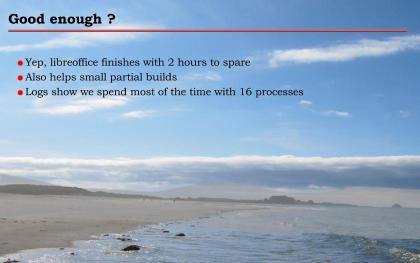 Good enough ?
Yep, libreoffice finishes with 2 hours to spare
Also helps small partial builds
Logs show we spend most of the time with 16 processes